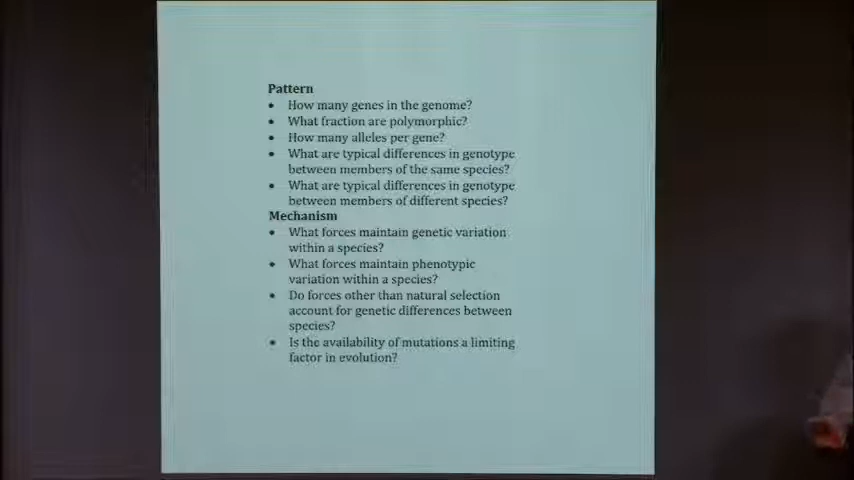 Pattern
• How many genes in the genome?
• What fraction are polymorphic?
• How many alleles per gene?
• What are typical differences in genotype
between members of the same species?
• What are typical differences in genotype
between members of different species?
Mechanism
• What forces maintain genetic variation
within a species?
• What forces maintain phenotypic
variation within a species?
• Do forces other than natural selection
account for genetic differences between
species?
• Is the availability of mutations a limiting
factor in evolution?